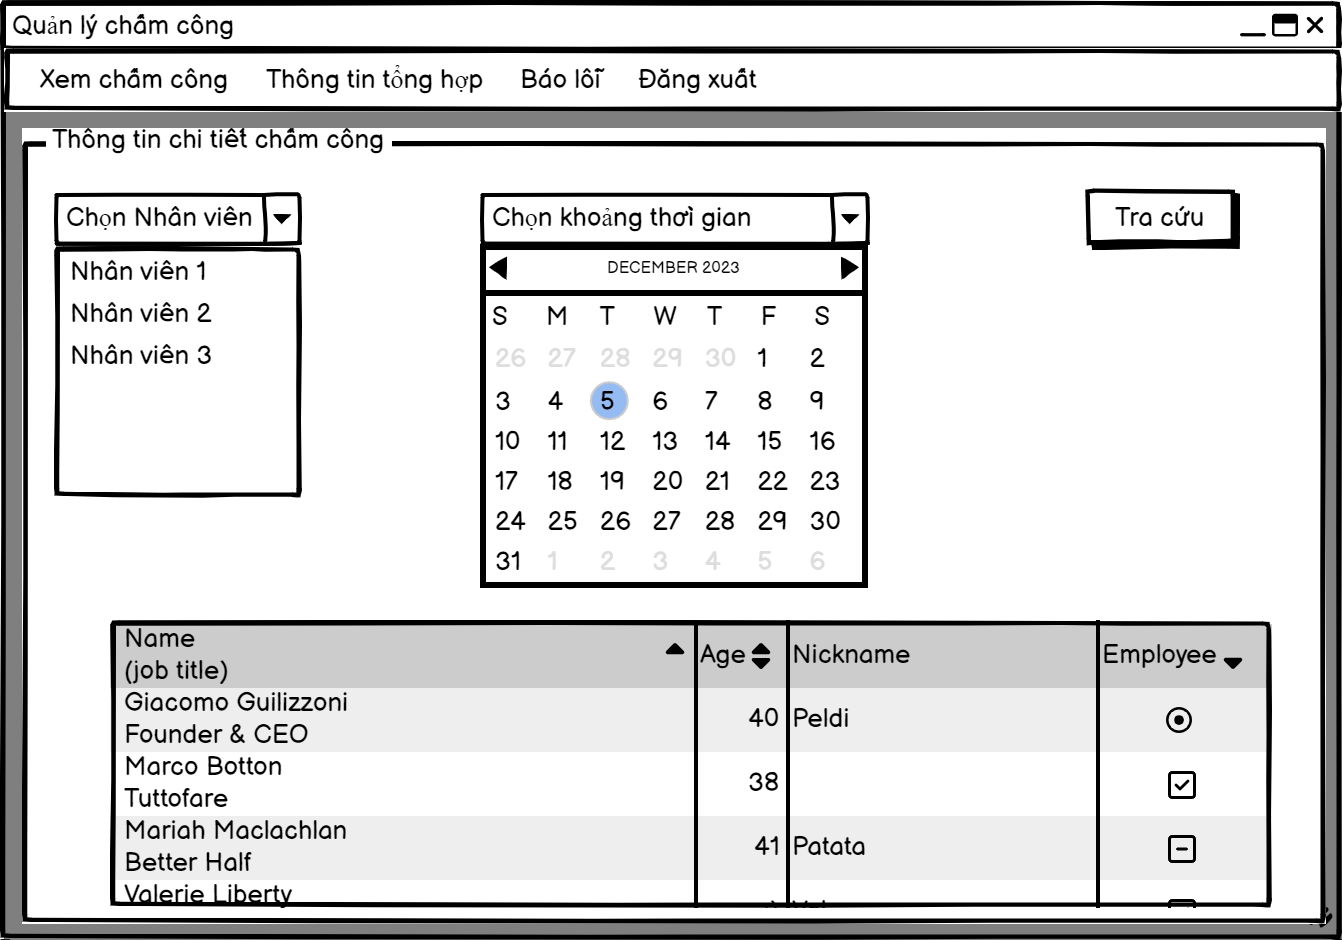 Quản lý chấm công
Xem chấm công Thông tin tổng hợp Báo lỗi Đăng xuất
Thông tin chi tiết chấm công
Chọn Nhân viên
Nhân viên 1
Nhân viên 2
Nhân viên 3
Chọn khoảng thời gian
DECEMBER 2023
S M T W T F S
26 27 28 29 30 1 2
3 4 5 6 7 8 9
10 11 12 13 14 15 16
17 18 19 20 21 22 23
24 25 26 27 28 29 30
31 1 2 3 4 5 6
Tra cứu
Name
(job title)
Age
Nickname
Employee
Giacomo Guilizzoni
Founder & CEO
40
Peldi
Marco Botton
Tuttofare
38
Mariah Maclachlan
Better Half
41
Patata
Valerie Liberty